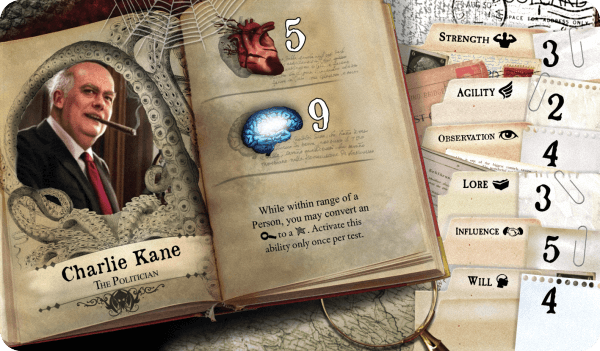 5
9
While within range of a
Person, you may convert an
to a . Activate this
ability only once per test.
Charlie Kane
The Politician
Strength 3
Agility 2
Observation 4
Lore 3
Influence 5
Will 4